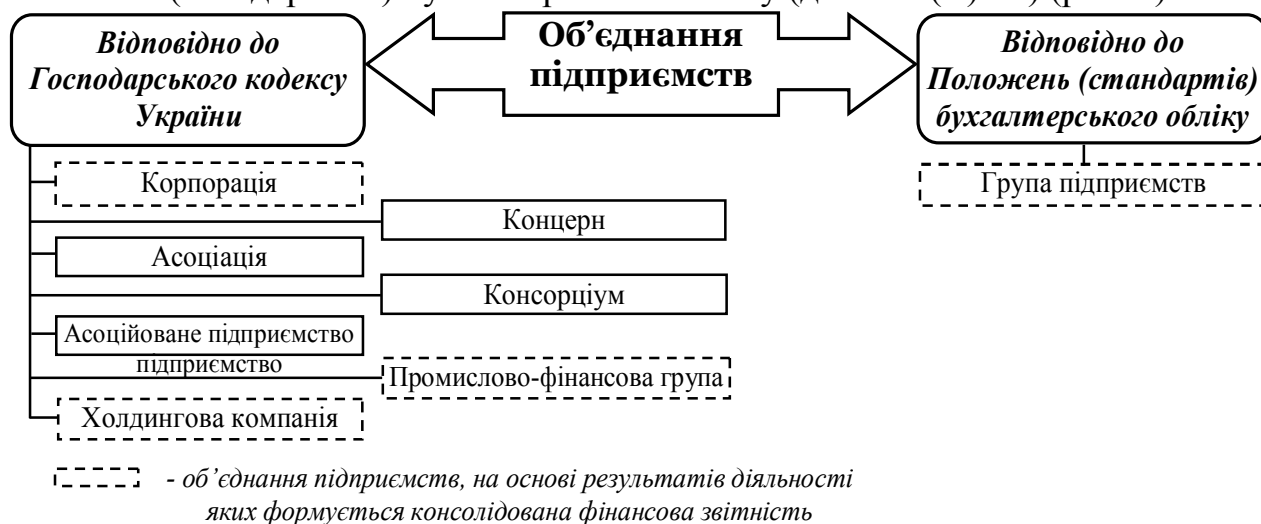 Об’єднання
підприємств
Відповідно до
Господарського кодексу
України
Відповідно до
Положень (стандартів)
бухгалтерського обліку
Корпорація
Група підприємств
Концерн
Асоціація
Консорціум
Асоційоване підприємство
підприємство
Промислово-фінансова група
Холдингова компанія
- об’єднання підприємств, на основі результатів діяльності
яких формується консолідована фінансова звітність